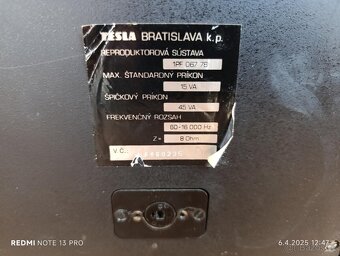 TESLA BRATISLAVA k.p.
REPRODUKTOROVÁ SÚSTAVA
1PF 067 78
MAX. ŠTANDARDNÝ PRÍKON
15 VA
ŠPIČKOVÝ PRÍKON
45 VA
FREKVENČNÝ ROZSAH
60-16 000 Hz
Z = 8 Ohm
V.Č.:
REDMI NOTE 13 PRO
6.4.2025 12:47